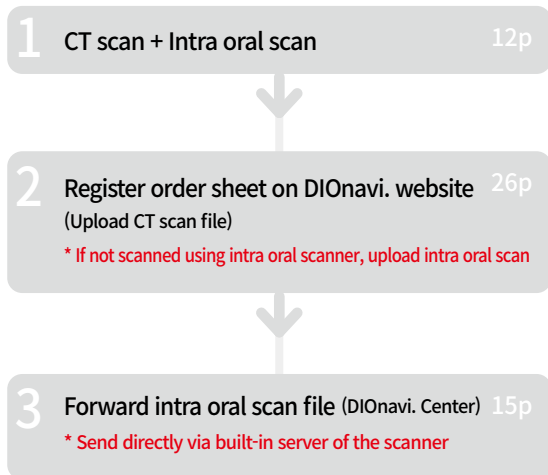 1 CT scan + Intra oral scan 12p
2 Register order sheet on DIOnavi. website 26p
(Upload CT scan file)
* If not scanned using intra oral scanner, upload intra oral scan
3 Forward intra oral scan file (DIOnavi. Center) 15p
* Send directly via built-in server of the scanner